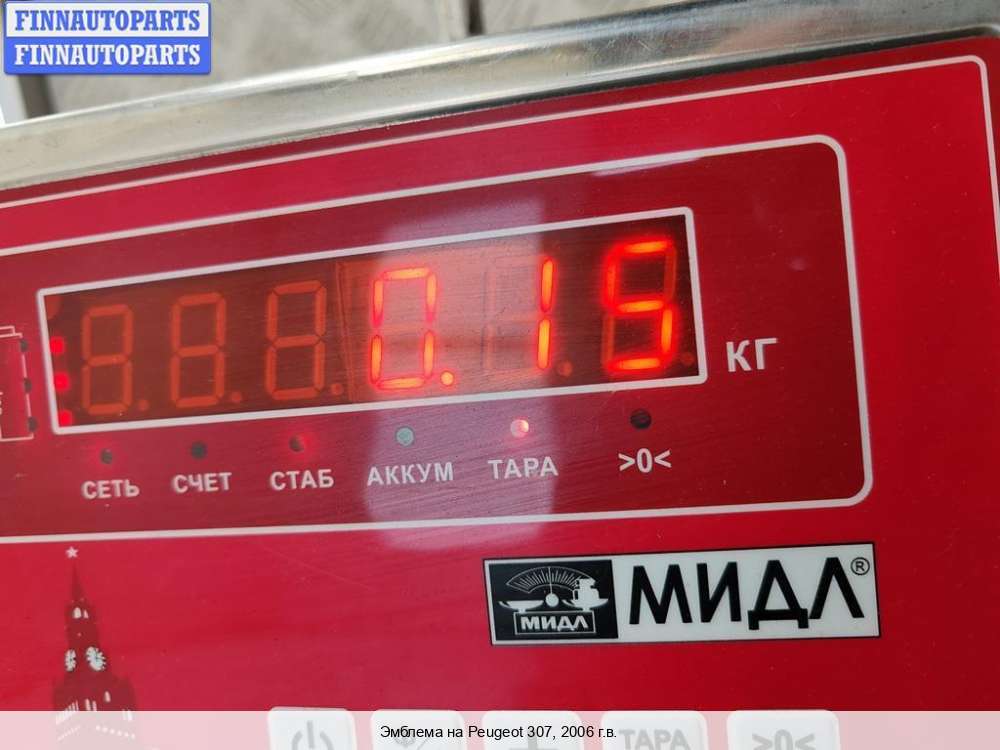 FINNAUTOPARTS
FINNAUTOPARTS
0.15
КГ
СЕТЬ СЧЕТ СТАБ АККУМ ТАРА >0<
МИДЛ
МИДЛ®
ТАРА >0<
Эмблема на Peugeot 307, 2006 г.в.